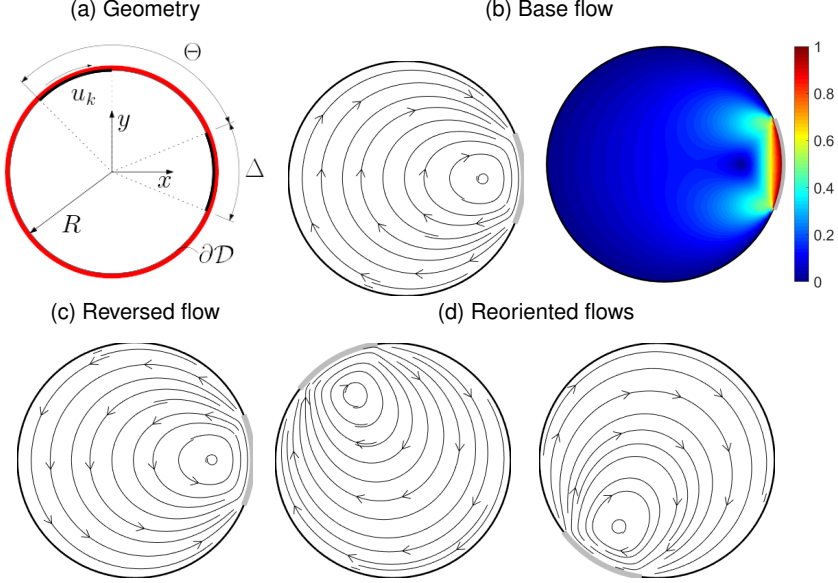 (a) Geometry
(b) Base flow
Θ
u_k
y
x
Δ
R
∂𝒟
1
0.8
0.6
0.4
0.2
0
(c) Reversed flow
(d) Reoriented flows